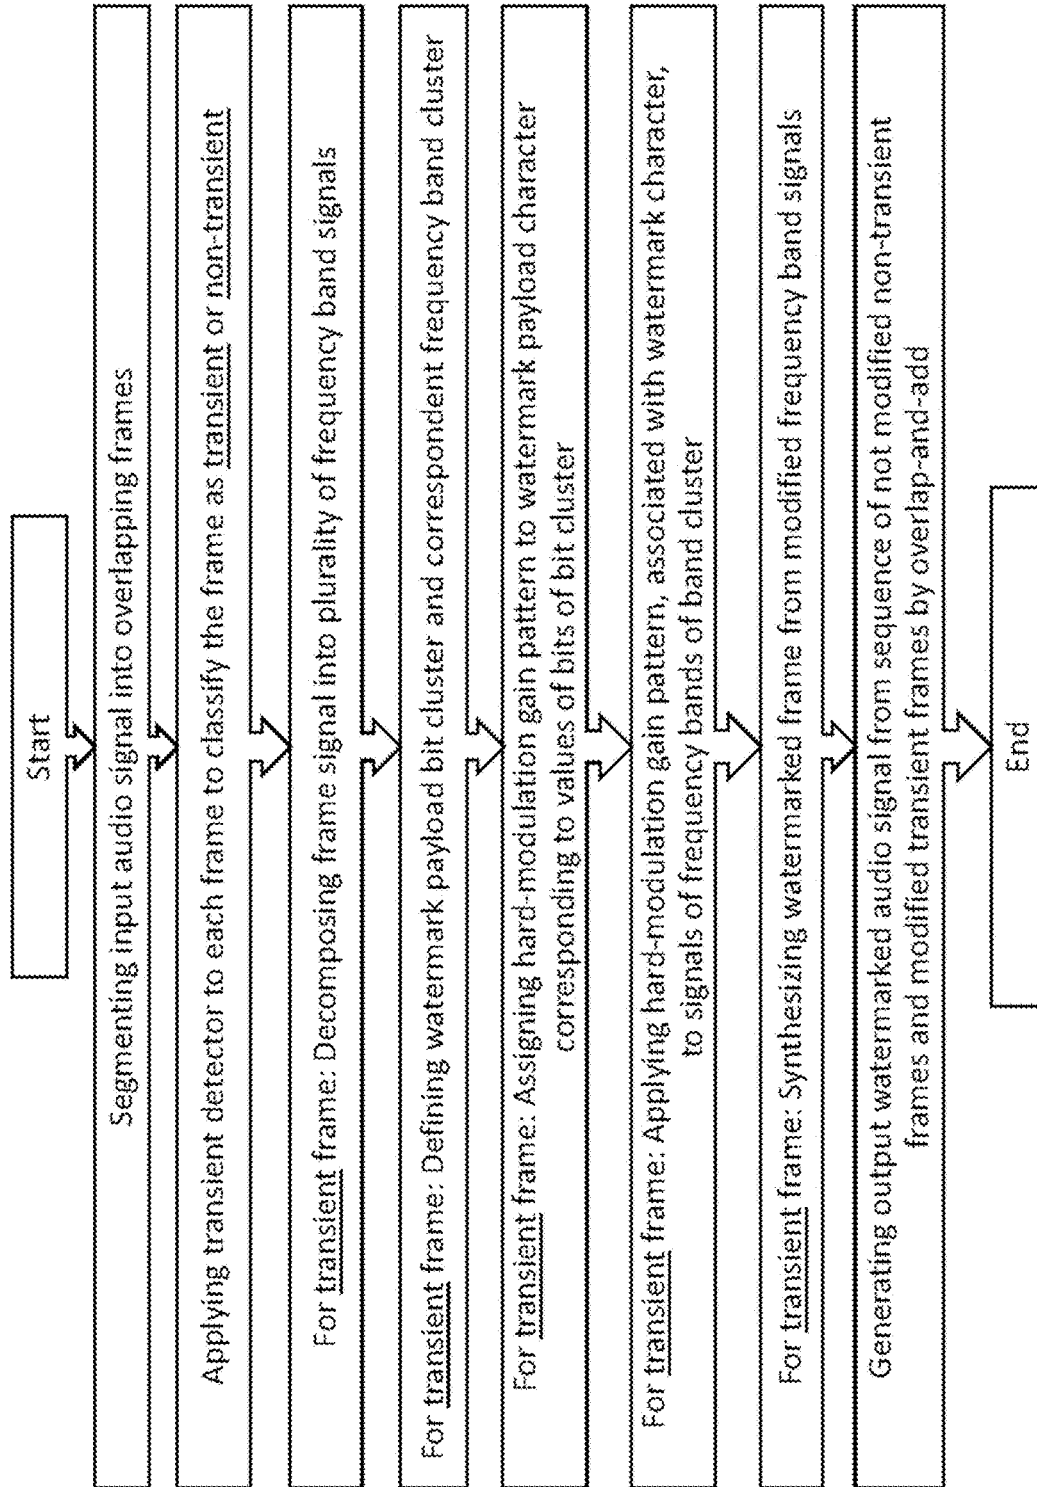 Start
Segmenting input audio signal into overlapping frames
Applying transient detector to each frame to classify the frame as transient or non-transient
For transient frame: Decomposing frame signal into plurality of frequency band signals
For transient frame: Defining watermark payload bit cluster and correspondent frequency band cluster
For transient frame: Assigning hard-modulation gain pattern to watermark payload character
corresponding to values of bits of bit cluster
For transient frame: Applying hard-modulation gain pattern, associated with watermark character,
to signals of frequency bands of band cluster
For transient frame: Synthesizing watermarked frame from modified frequency band signals
Generating output watermarked audio signal from sequence of not modified non-transient
frames and modified transient frames by overlap-and-add
End